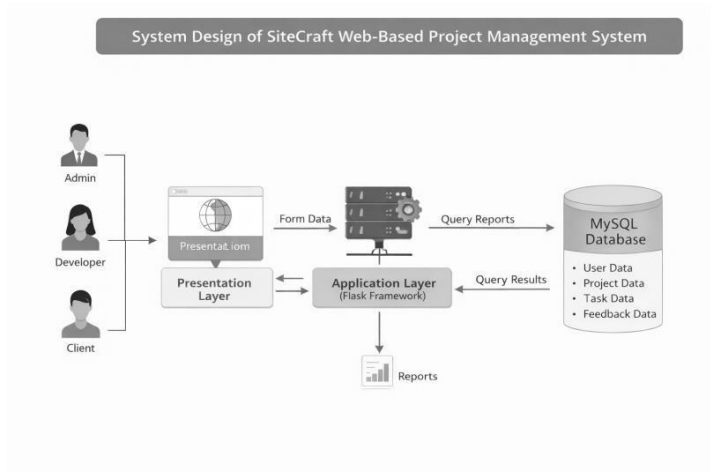 System Design of SiteCraft Web-Based Project Management System
Admin
Developer
Client
Presentat.iom
Presentation
Layer
Form Data
Application Layer
(Flask Framework)
Reports
Query Reports
Query Results
MySQL
Database
• User Data
• Project Data
• Task Data
• Feedback Data